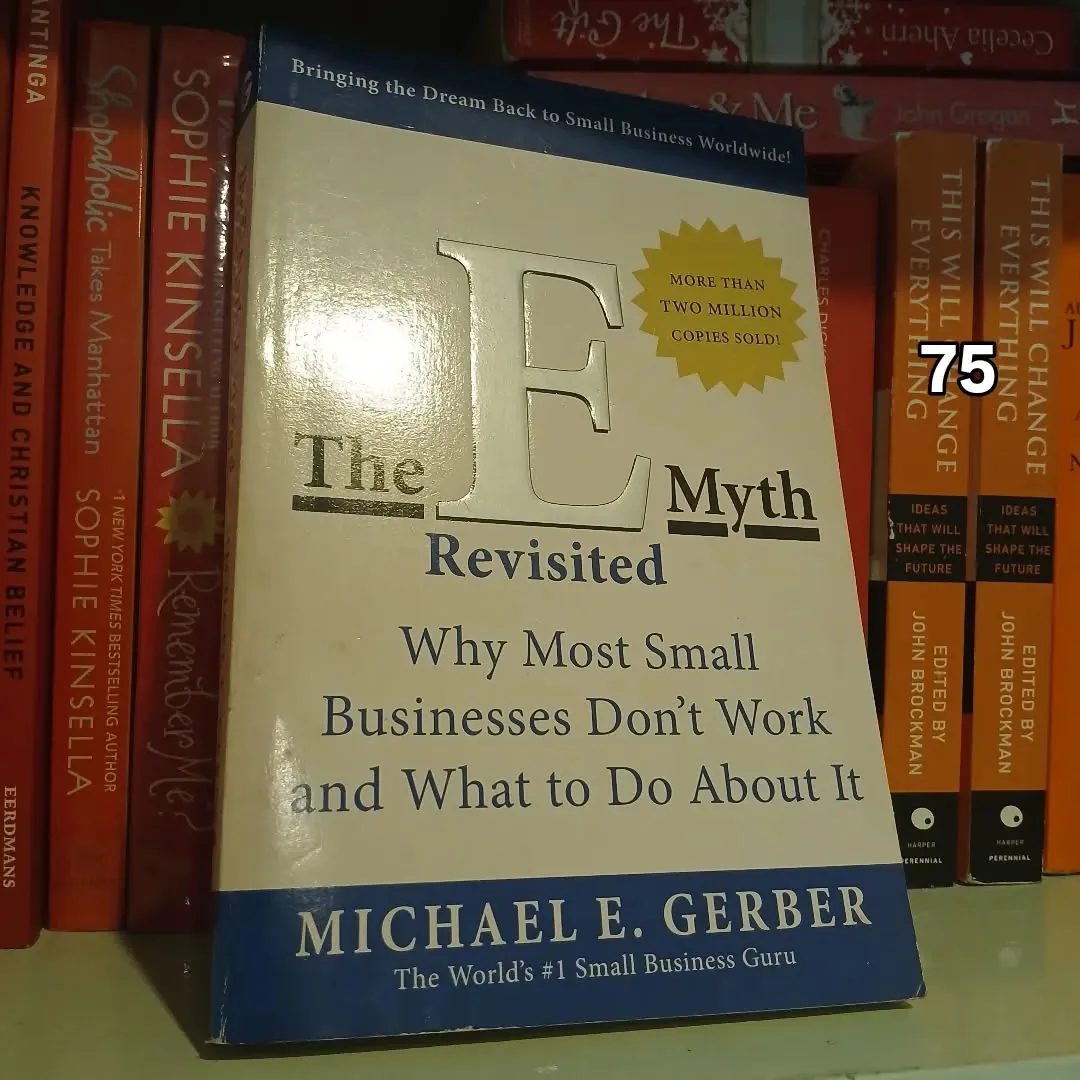 ANTINGA
KNOWLEDGE AND CHRISTIAN BELIEF
EERDMANS
Shopaholic Takes Manhattan
#1 NEW YORK TIMES BESTSELLING AUTHOR
SOPHIE KINSELLA
SOPHIE KINSELLA
Remember Me?
Bringing the Dream Back to Small Business Worldwide!
MORE THAN
TWO MILLION
COPIES SOLD!
The E Myth
Revisited
Why Most Small
Businesses Don't Work
and What to Do About It
MICHAEL E. GERBER
The World's #1 Small Business Guru
The Gift
Cecelia Ahern
& Me
John Grogan
CHARLES DICK
THIS WILL CHANGE
EVERYTHING
IDEAS
THAT WILL
SHAPE THE
FUTURE
EDITED BY
JOHN BROCKMAN
HARPER
PERENNIAL
75
THIS WILL CHANGE
EVERYTHING
IDEAS
THAT WILL
SHAPE THE
FUTURE
EDITED BY
JOHN BROCKMAN
HARPER
PERENNIAL